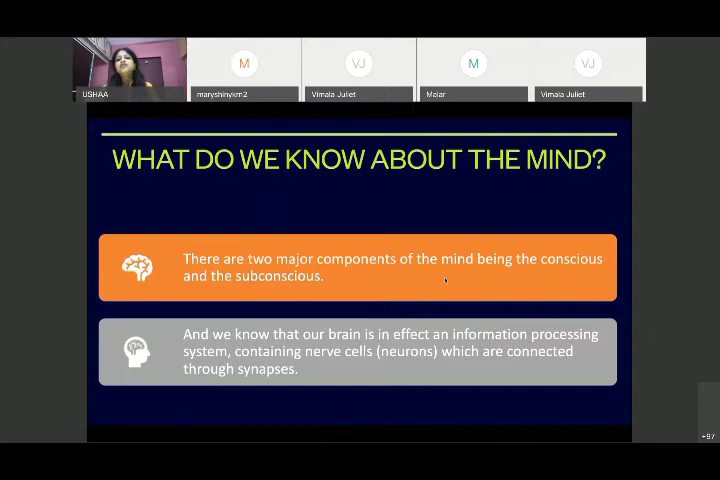 M
VJ
M
VJ
USHAA
maryshinykm2
Vimala Juliet
Malar
Vimala Juliet
WHAT DO WE KNOW ABOUT THE MIND?
There are two major components of the mind being the conscious
and the subconscious.
And we know that our brain is in effect an information processing
system, containing nerve cells (neurons) which are connected
through synapses.
+97